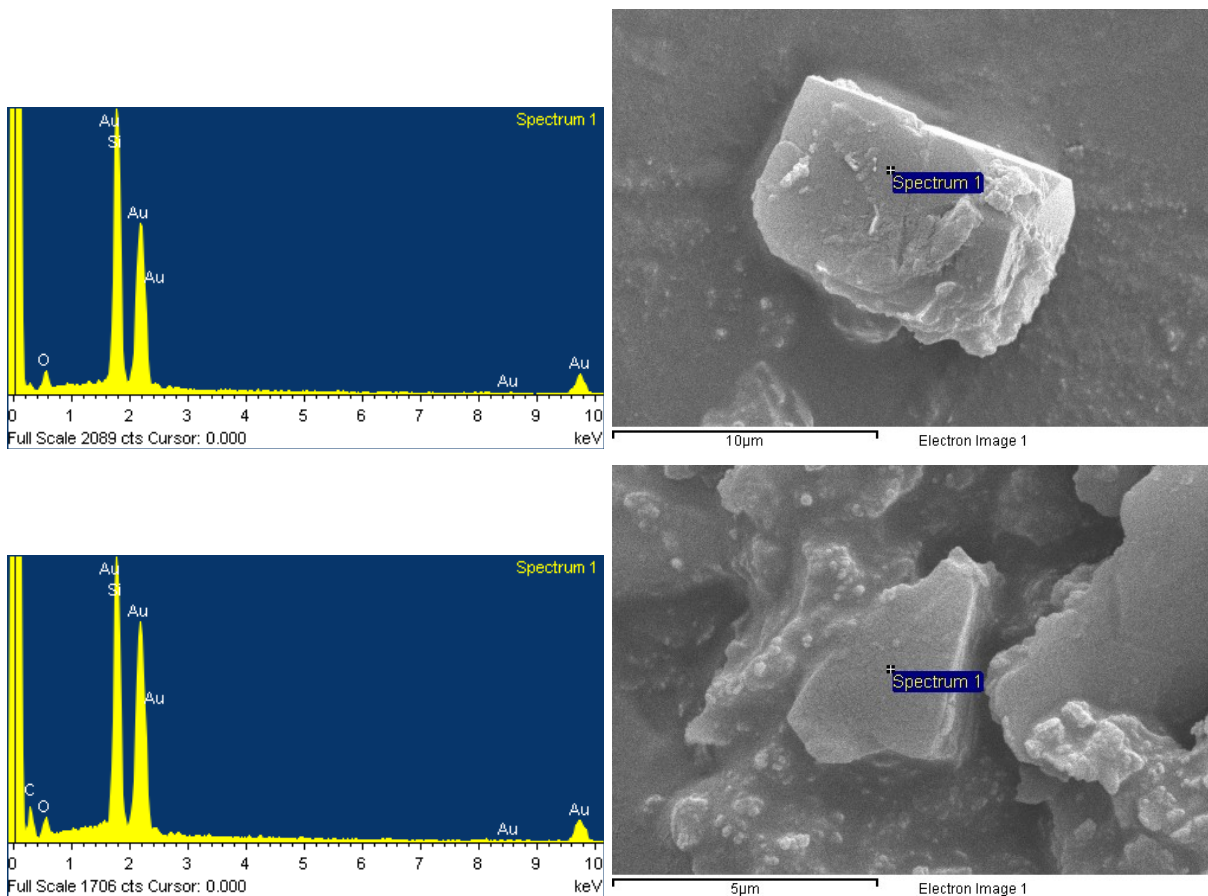 Spectrum 1
Au
Si
Au
Au
O
Au
Au
0 1 2 3 4 5 6 7 8 9 10
Full Scale 2089 cts Cursor: 0.000 keV
Spectrum 1
10µm Electron Image 1
Spectrum 1
Au
Si
Au
Au
C
O
Au
Au
0 1 2 3 4 5 6 7 8 9 10
Full Scale 1706 cts Cursor: 0.000 keV
Spectrum 1
5µm Electron Image 1